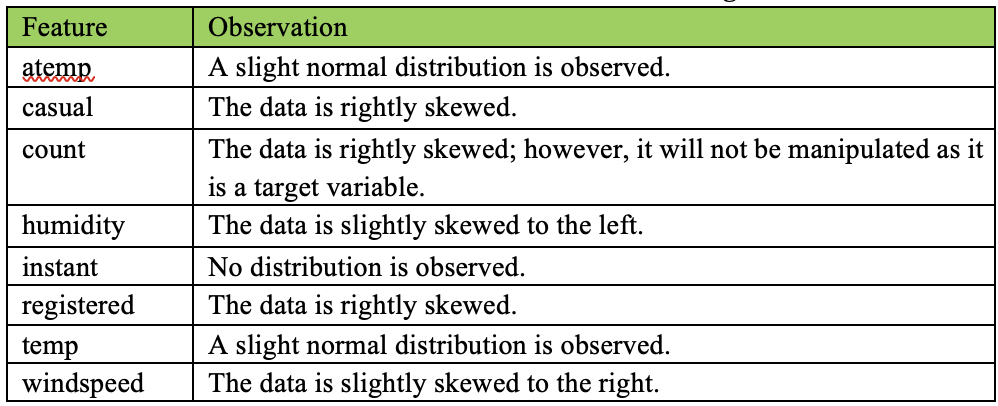 Feature Observation
atemp A slight normal distribution is observed.
casual The data is rightly skewed.
count The data is rightly skewed; however, it will not be manipulated as it
is a target variable.
humidity The data is slightly skewed to the left.
instant No distribution is observed.
registered The data is rightly skewed.
temp A slight normal distribution is observed.
windspeed The data is slightly skewed to the right.